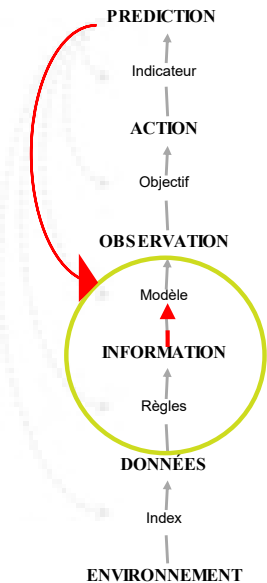 PREDICTION
Indicateur
ACTION
Objectif
OBSERVATION
Modèle
INFORMATION
Règles
DONNÉES
Index
ENVIRONNEMENT